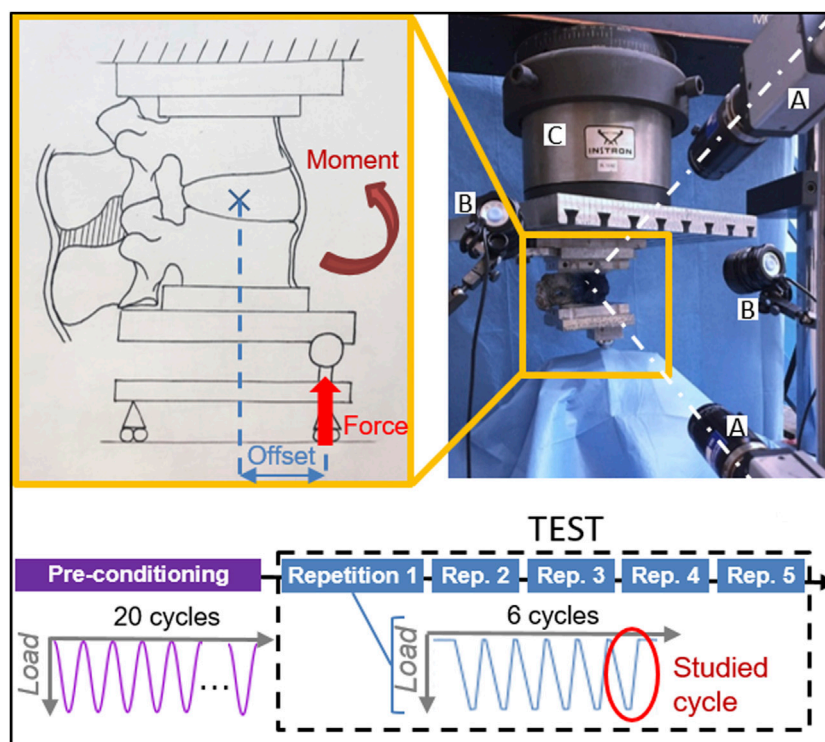 Moment
Force
Offset
A
C
INSTRON
B
B
A
TEST
Pre-conditioning
Repetition 1
Rep. 2
Rep. 3
Rep. 4
Rep. 5
20 cycles
Load
...
6 cycles
Load
Studied
cycle